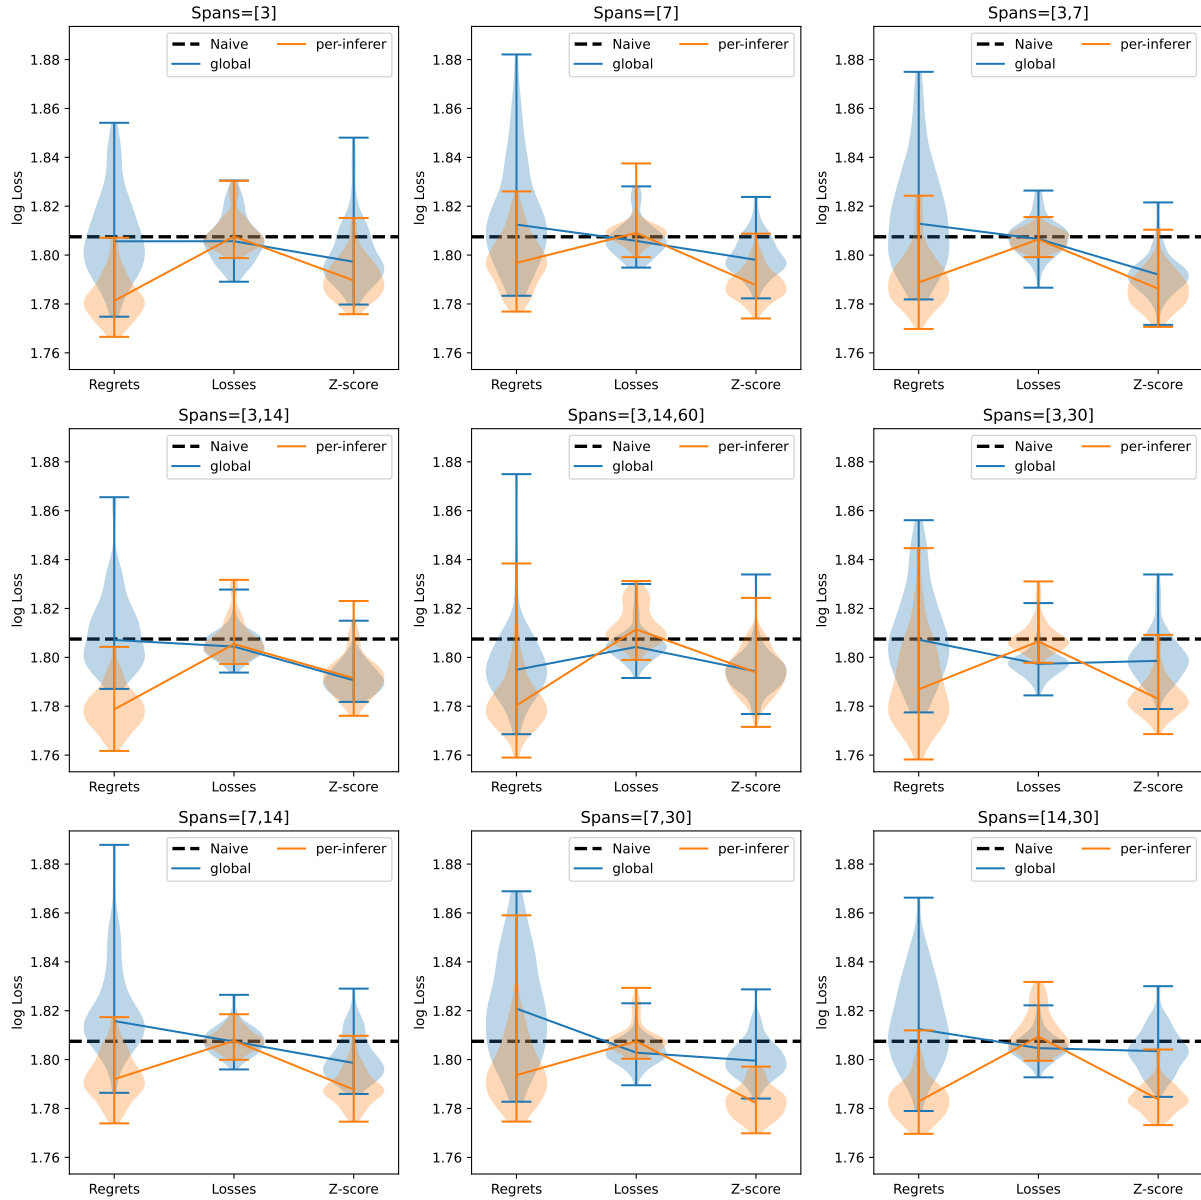 Spans=[3]
Naive
global
per-inferer
log Loss
1.88
1.86
1.84
1.82
1.80
1.78
1.76
Regrets
Losses
Z-score
Spans=[7]
Naive
global
per-inferer
log Loss
1.88
1.86
1.84
1.82
1.80
1.78
1.76
Regrets
Losses
Z-score
Spans=[3,7]
Naive
global
per-inferer
log Loss
1.88
1.86
1.84
1.82
1.80
1.78
1.76
Regrets
Losses
Z-score
Spans=[3,14]
Naive
global
per-inferer
log Loss
1.88
1.86
1.84
1.82
1.80
1.78
1.76
Regrets
Losses
Z-score
Spans=[3,14,60]
Naive
global
per-inferer
log Loss
1.88
1.86
1.84
1.82
1.80
1.78
1.76
Regrets
Losses
Z-score
Spans=[3,30]
Naive
global
per-inferer
log Loss
1.88
1.86
1.84
1.82
1.80
1.78
1.76
Regrets
Losses
Z-score
Spans=[7,14]
Naive
global
per-inferer
log Loss
1.88
1.86
1.84
1.82
1.80
1.78
1.76
Regrets
Losses
Z-score
Spans=[7,30]
Naive
global
per-inferer
log Loss
1.88
1.86
1.84
1.82
1.80
1.78
1.76
Regrets
Losses
Z-score
Spans=[14,30]
Naive
global
per-inferer
log Loss
1.88
1.86
1.84
1.82
1.80
1.78
1.76
Regrets
Losses
Z-score